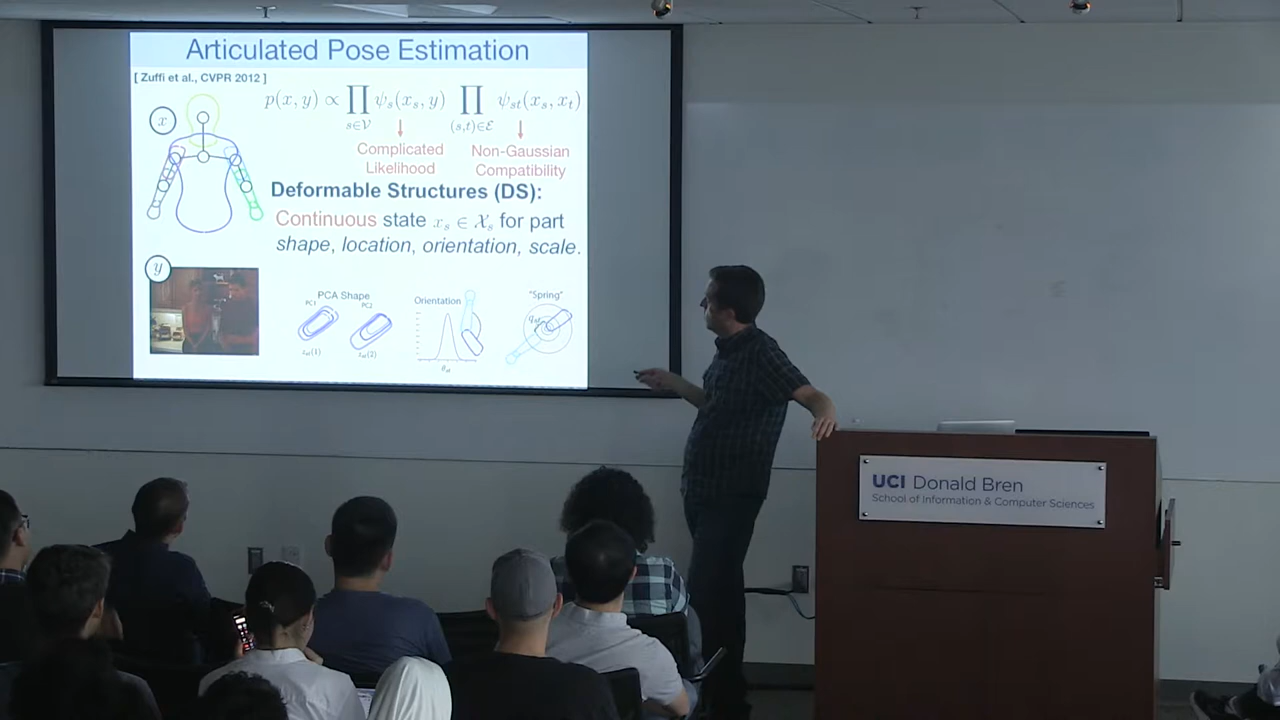 Articulated Pose Estimation
[ Zuffi et al., CVPR 2012 ]
p(x, y) ∝ ∏ ψs(xs, y) ∏ ψst(xs, xt)
s∈𝒱 (s,t)∈ℰ
x
Complicated
Likelihood
Non-Gaussian
Compatibility
Deformable Structures (DS):
Continuous state xs ∈ 𝒳s for part
shape, location, orientation, scale.
y
PCA Shape
PC1 PC2
Orientation
"Spring"
UCI Donald Bren
School of Information & Computer Sciences